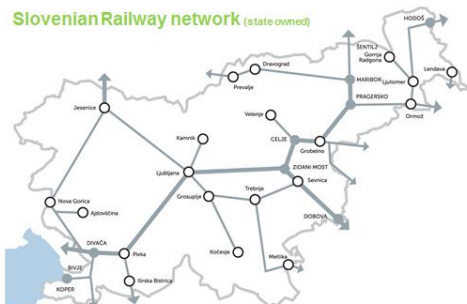 Slovenian Railway network (state owned)
HODOŠ
ŠENTILJ
Gornja
Radgona
Dravograd
Lendava
MARIBOR
Ljutomer
Prevalje
PRAGERSKO
Jesenice
Ormož
Velenje
Kamnik
CELJE
Grobelno
ZIDANI MOST
Ljubljana
Sevnica
Trebnje
Grosuplje
Nova Gorica
Ajdovščina
DOBOVA
DIVAČA
Pivka
Kočevje
Metlika
Ilirska Bistrica
KOPER